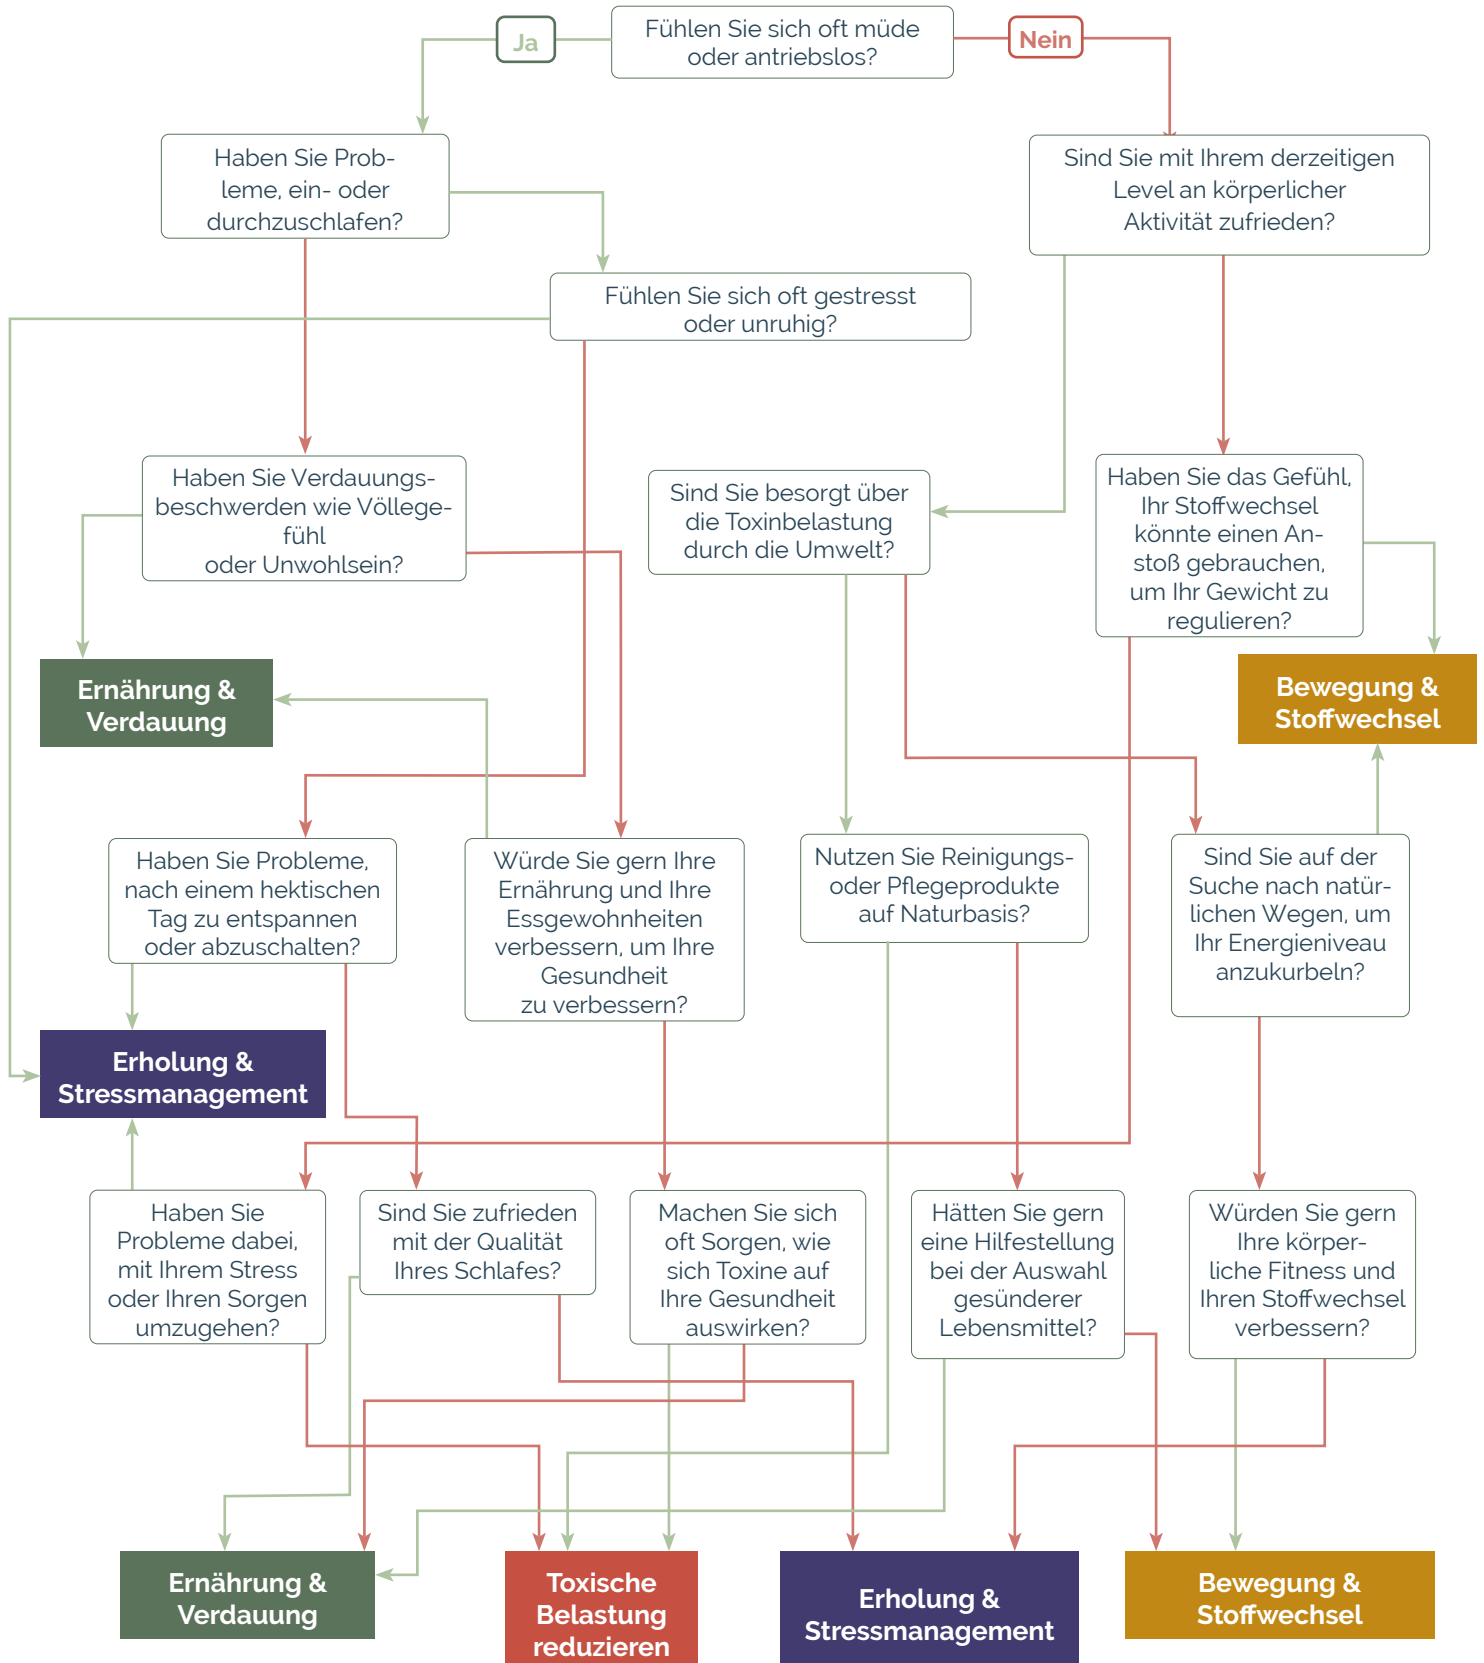 Ja
Fühlen Sie sich oft müde
oder antriebslos?
Nein
Haben Sie Prob-
leme, ein- oder
durchzuschlafen?
Sind Sie mit Ihrem derzeitigen
Level an körperlicher
Aktivität zufrieden?
Fühlen Sie sich oft gestresst
oder unruhig?
Haben Sie Verdauungs-
beschwerden wie Völlege-
fühl
oder Unwohlsein?
Sind Sie besorgt über
die Toxinbelastung
durch die Umwelt?
Haben Sie das Gefühl,
Ihr Stoffwechsel
könnte einen An-
stoß gebrauchen,
um Ihr Gewicht zu
regulieren?
Ernährung &
Verdauung
Bewegung &
Stoffwechsel
Haben Sie Probleme,
nach einem hektischen
Tag zu entspannen
oder abzuschalten?
Würde Sie gern Ihre
Ernährung und Ihre
Essgewohnheiten
verbessern, um Ihre
Gesundheit
zu verbessern?
Nutzen Sie Reinigungs-
oder Pflegeprodukte
auf Naturbasis?
Sind Sie auf der
Suche nach natür-
lichen Wegen, um
Ihr Energieniveau
anzukurbeln?
Erholung &
Stressmanagement
Haben Sie
Probleme dabei,
mit Ihrem Stress
oder Ihren Sorgen
umzugehen?
Sind Sie zufrieden
mit der Qualität
Ihres Schlafes?
Machen Sie sich
oft Sorgen, wie
sich Toxine auf
Ihre Gesundheit
auswirken?
Hätten Sie gern
eine Hilfestellung
bei der Auswahl
gesünderer
Lebensmittel?
Würden Sie gern
Ihre körper-
liche Fitness und
Ihren Stoffwechsel
verbessern?
Ernährung &
Verdauung
Toxische
Belastung
reduzieren
Erholung &
Stressmanagement
Bewegung &
Stoffwechsel